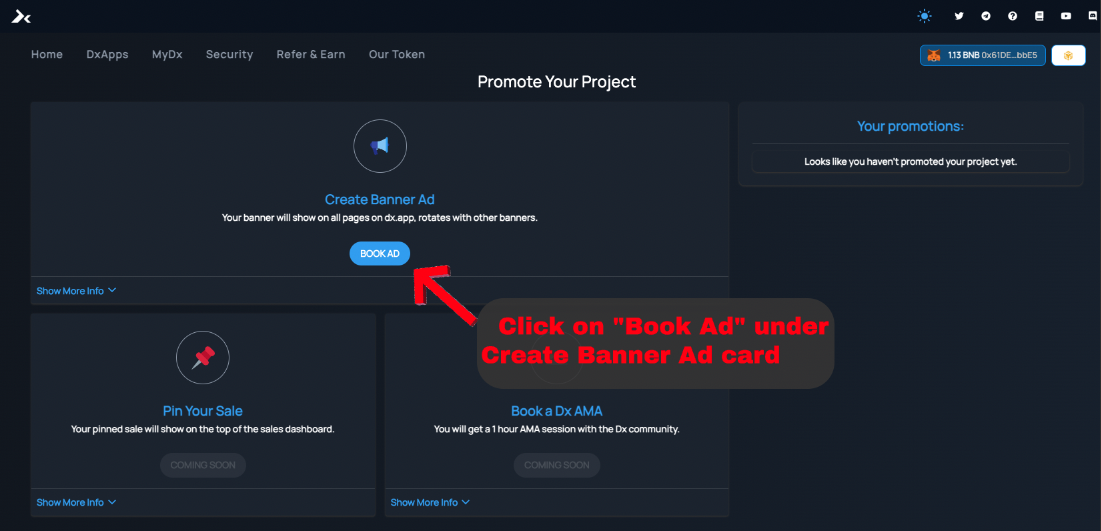 Home DxApps MyDx Security Refer & Earn Our Token
1.13 BNB 0x61DE...bbE5
Promote Your Project
Create Banner Ad
Your banner will show on all pages on dx.app, rotates with other banners.
BOOK AD
Show More Info
Your promotions:
Looks like you haven't promoted your project yet.
Click on "Book Ad" under
Create Banner Ad card
Pin Your Sale
Your pinned sale will show on the top of the sales dashboard.
COMING SOON
Show More Info
Book a Dx AMA
You will get a 1 hour AMA session with the Dx community.
COMING SOON
Show More Info